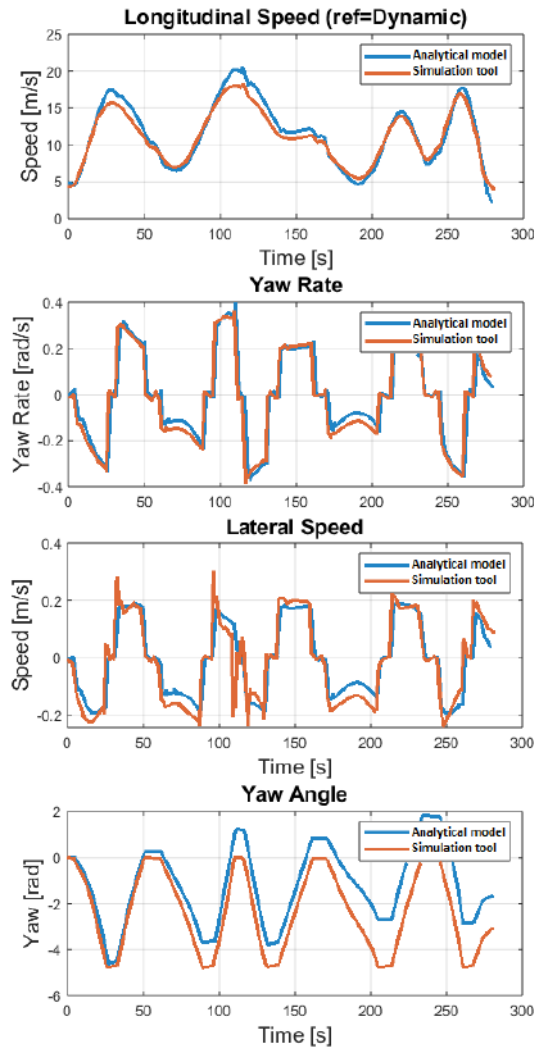 Longitudinal Speed (ref=Dynamic)
25
20
15
10
5
0
Speed [m/s]
Analytical model
Simulation tool
0 50 100 150 200 250 300
Time [s]
Yaw Rate
0.4
0.2
0
-0.2
-0.4
Yaw Rate [rad/s]
Analytical model
Simulation tool
0 50 100 150 200 250 300
Time [s]
Lateral Speed
0.4
0.2
0
-0.2
Speed [m/s]
Analytical model
Simulation tool
0 50 100 150 200 250 300
Time [s]
Yaw Angle
2
0
-2
-4
-6
Yaw [rad]
Analytical model
Simulation tool
0 50 100 150 200 250 300
Time [s]